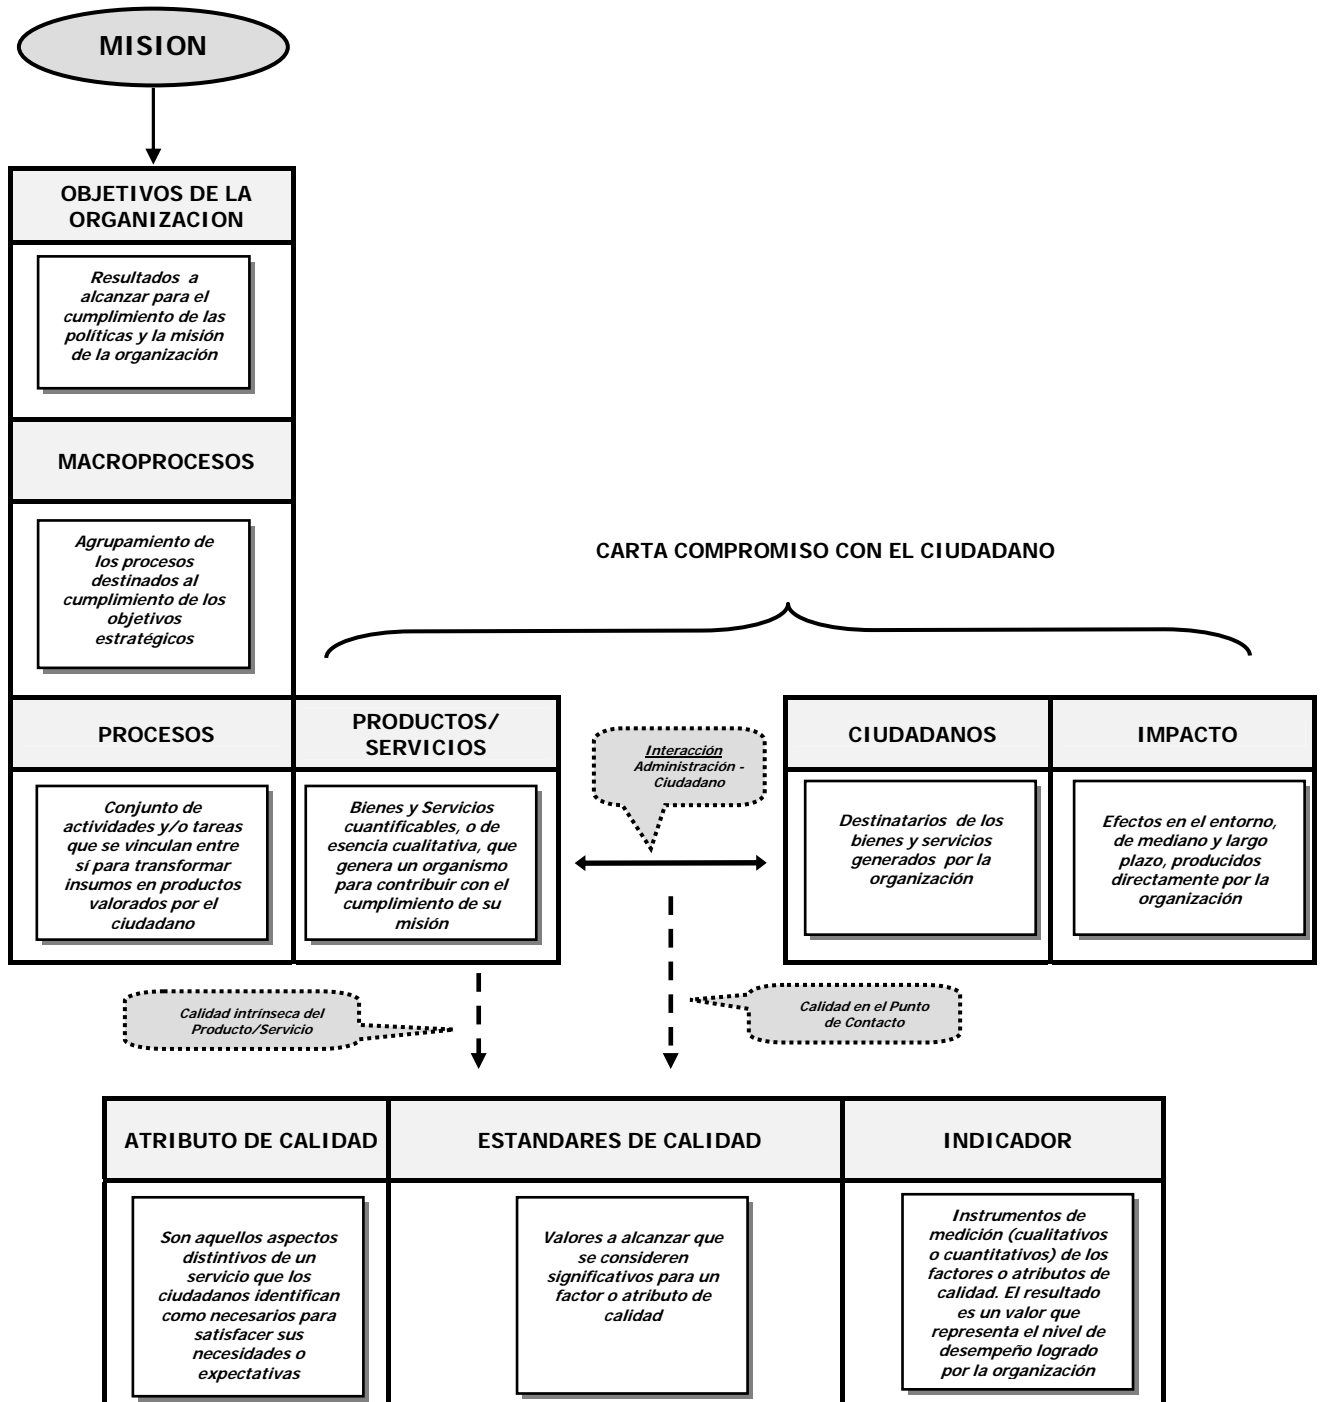 MISION
OBJETIVOS DE LA
ORGANIZACION
Resultados a
alcanzar para el
cumplimiento de las
políticas y la misión
de la organización
MACROPROCESOS
Agrupamiento de
los procesos
destinados al
cumplimiento de los
objetivos
estratégicos
CARTA COMPROMISO CON EL CIUDADANO
PROCESOS
Conjunto de
actividades y/o tareas
que se vinculan entre
sí para transformar
insumos en productos
valorados por el
ciudadano
PRODUCTOS/
SERVICIOS
Bienes y Servicios
cuantificables, o de
esencia cualitativa, que
genera un organismo
para contribuir con el
cumplimiento de su
misión
Interacción
Administración -
Ciudadano
CIUDADANOS
Destinatarios de los
bienes y servicios
generados por la
organización
IMPACTO
Efectos en el entorno,
de mediano y largo
plazo, producidos
directamente por la
organización
Calidad intrínseca del
Producto/Servicio
Calidad en el Punto
de Contacto
ATRIBUTO DE CALIDAD
Son aquellos aspectos
distintivos de un
servicio que los
ciudadanos identifican
como necesarios para
satisfacer sus
necesidades o
expectativas
ESTANDARES DE CALIDAD
Valores a alcanzar que
se consideren
significativos para un
factor o atributo de
calidad
INDICADOR
Instrumentos de
medición (cualitativos
o cuantitativos) de los
factores o atributos de
calidad. El resultado
es un valor que
representa el nivel de
desempeño logrado
por la organización